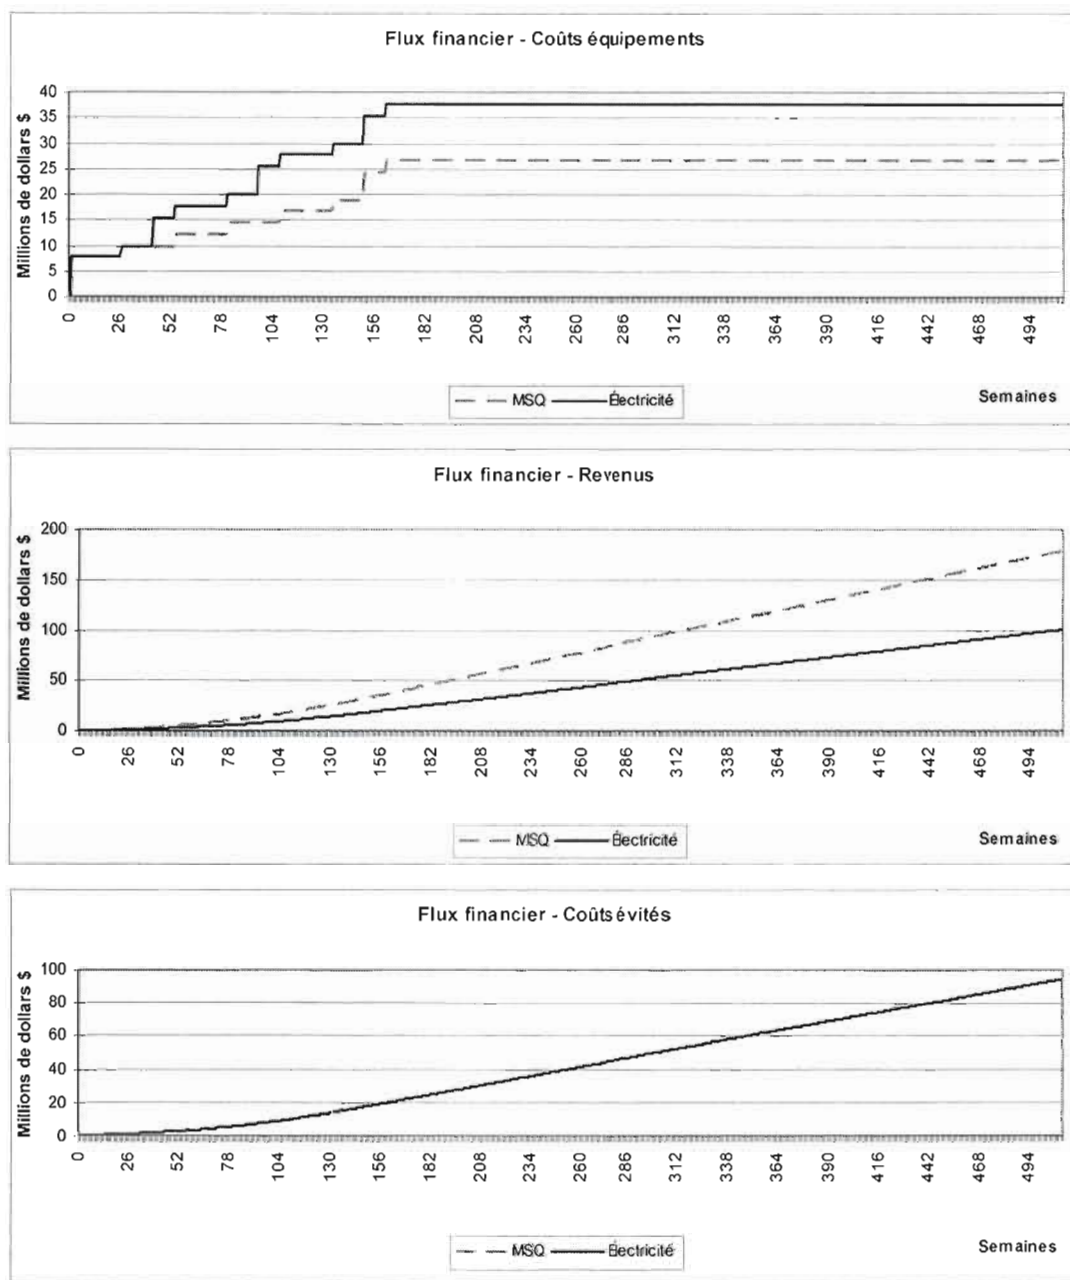 Flux financier - Coûts équipements
Millions de dollars $
40
35
30
25
20
15
10
5
0
0 26 52 78 104 130 156 182 208 234 260 286 312 338 364 390 416 442 468 494
Semaines
MSQ Électricité
Flux financier - Revenus
Millions de dollars $
200
150
100
50
0
0 26 52 78 104 130 156 182 208 234 260 286 312 338 364 390 416 442 468 494
Semaines
MSQ Électricité
Flux financier - Coûts évités
Millions de dollars $
100
80
60
40
20
0
0 26 52 78 104 130 156 182 208 234 260 286 312 338 364 390 416 442 468 494
Semaines
MSQ Électricité